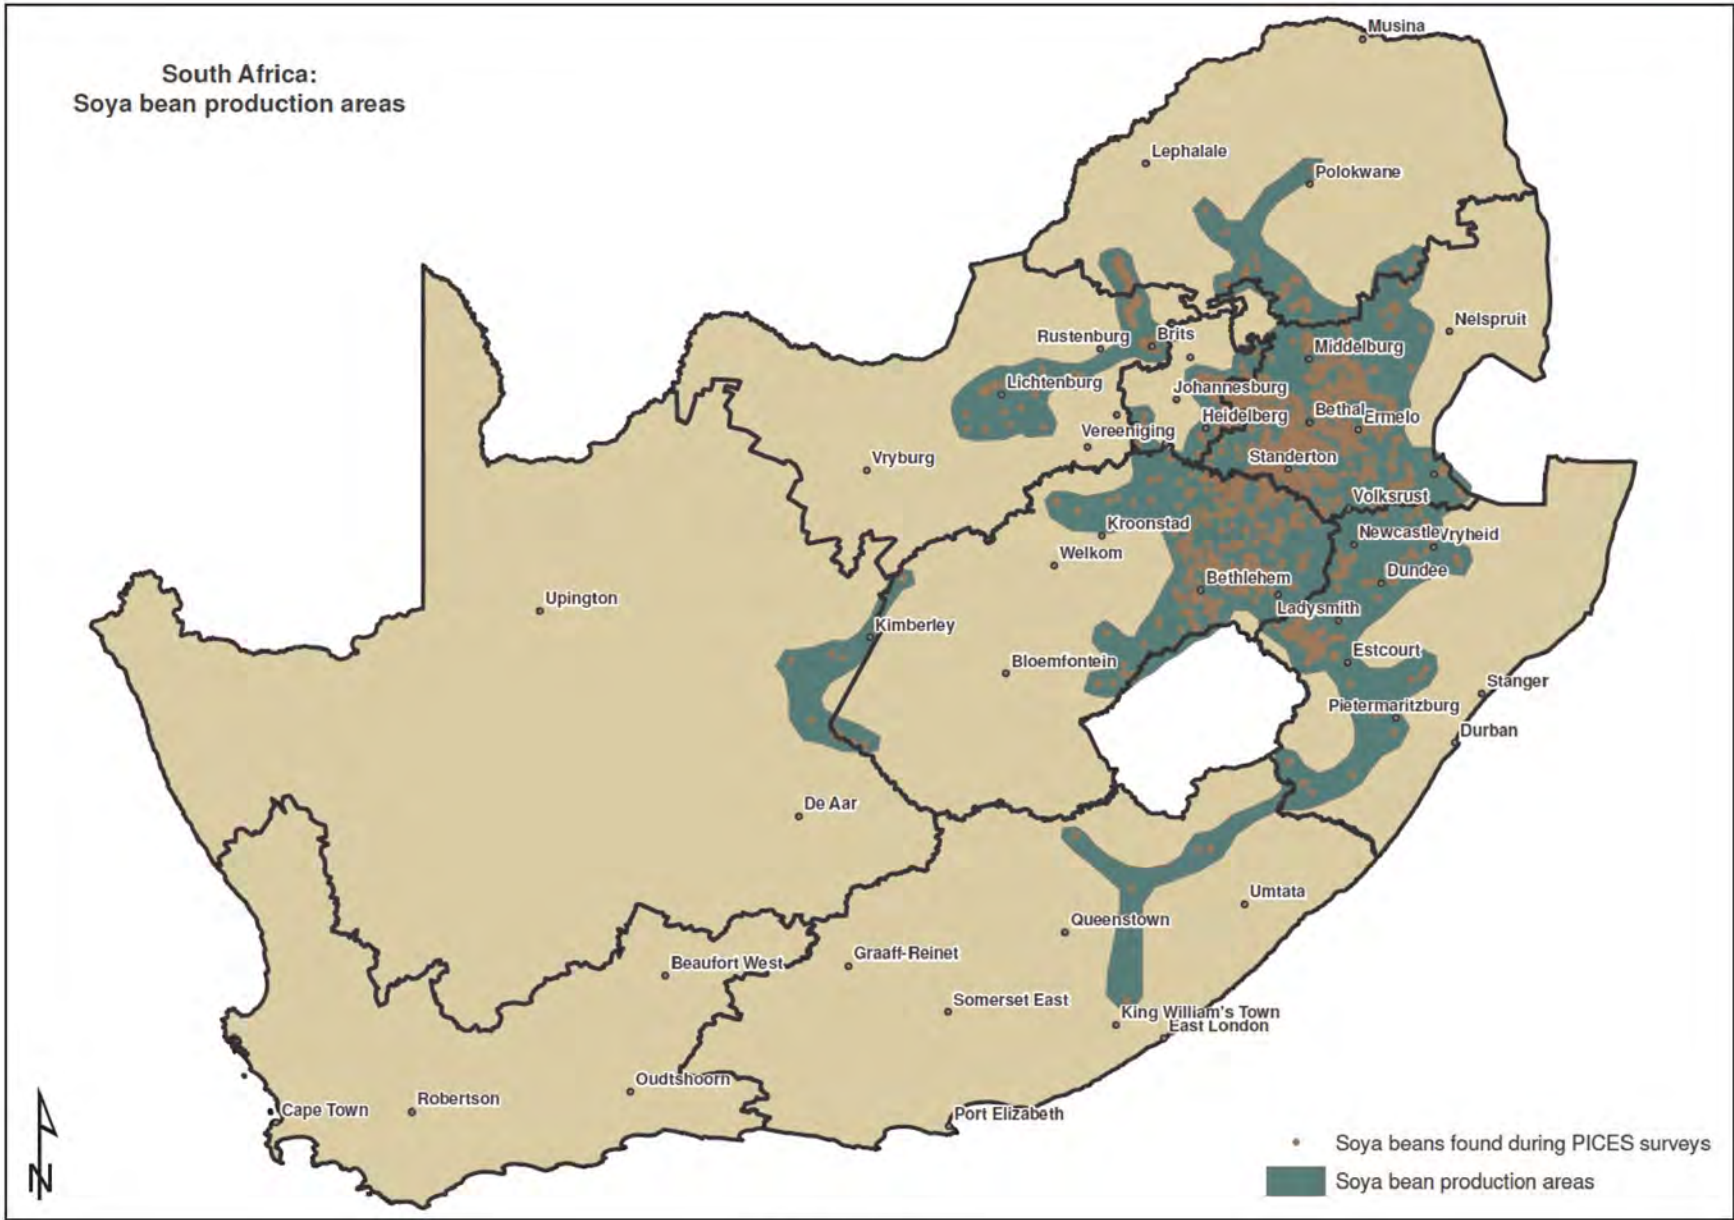 South Africa:
Soya bean production areas
Musina
Lephalale
Polokwane
Nelspruit
Rustenburg
Brits
Middelburg
Lichtenburg
Johannesburg
Heidelberg
Bethal
Ermelo
Vereeniging
Vryburg
Standerton
Volksrust
Kroonstad
Newcastle
Vryheid
Welkom
Dundee
Bethlehem
Upington
Ladysmith
Kimberley
Estcourt
Bloemfontein
Stanger
Pietermaritzburg
Durban
De Aar
Umtata
Queenstown
Graaff-Reinet
Beaufort West
Somerset East
King William's Town
East London
Oudtshoorn
Robertson
Cape Town
Port Elizabeth
Soya beans found during PICES surveys
Soya bean production areas
N